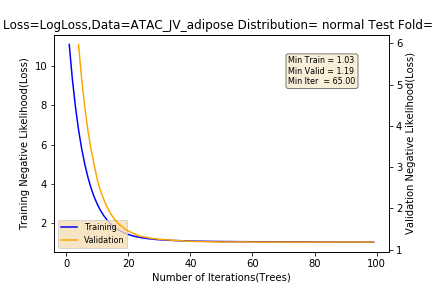 Loss=LogLoss,Data=ATAC_JV_adipose Distribution= normal Test Fold=
Training Negative Likelihood(Loss)
10
8
6
4
2
Min Train = 1.03
Min Valid = 1.19
Min Iter = 65.00
Training
Validation
6
5
4
3
2
1
Validation Negative Likelihood(Loss)
0 20 40 60 80 100
Number of Iterations(Trees)